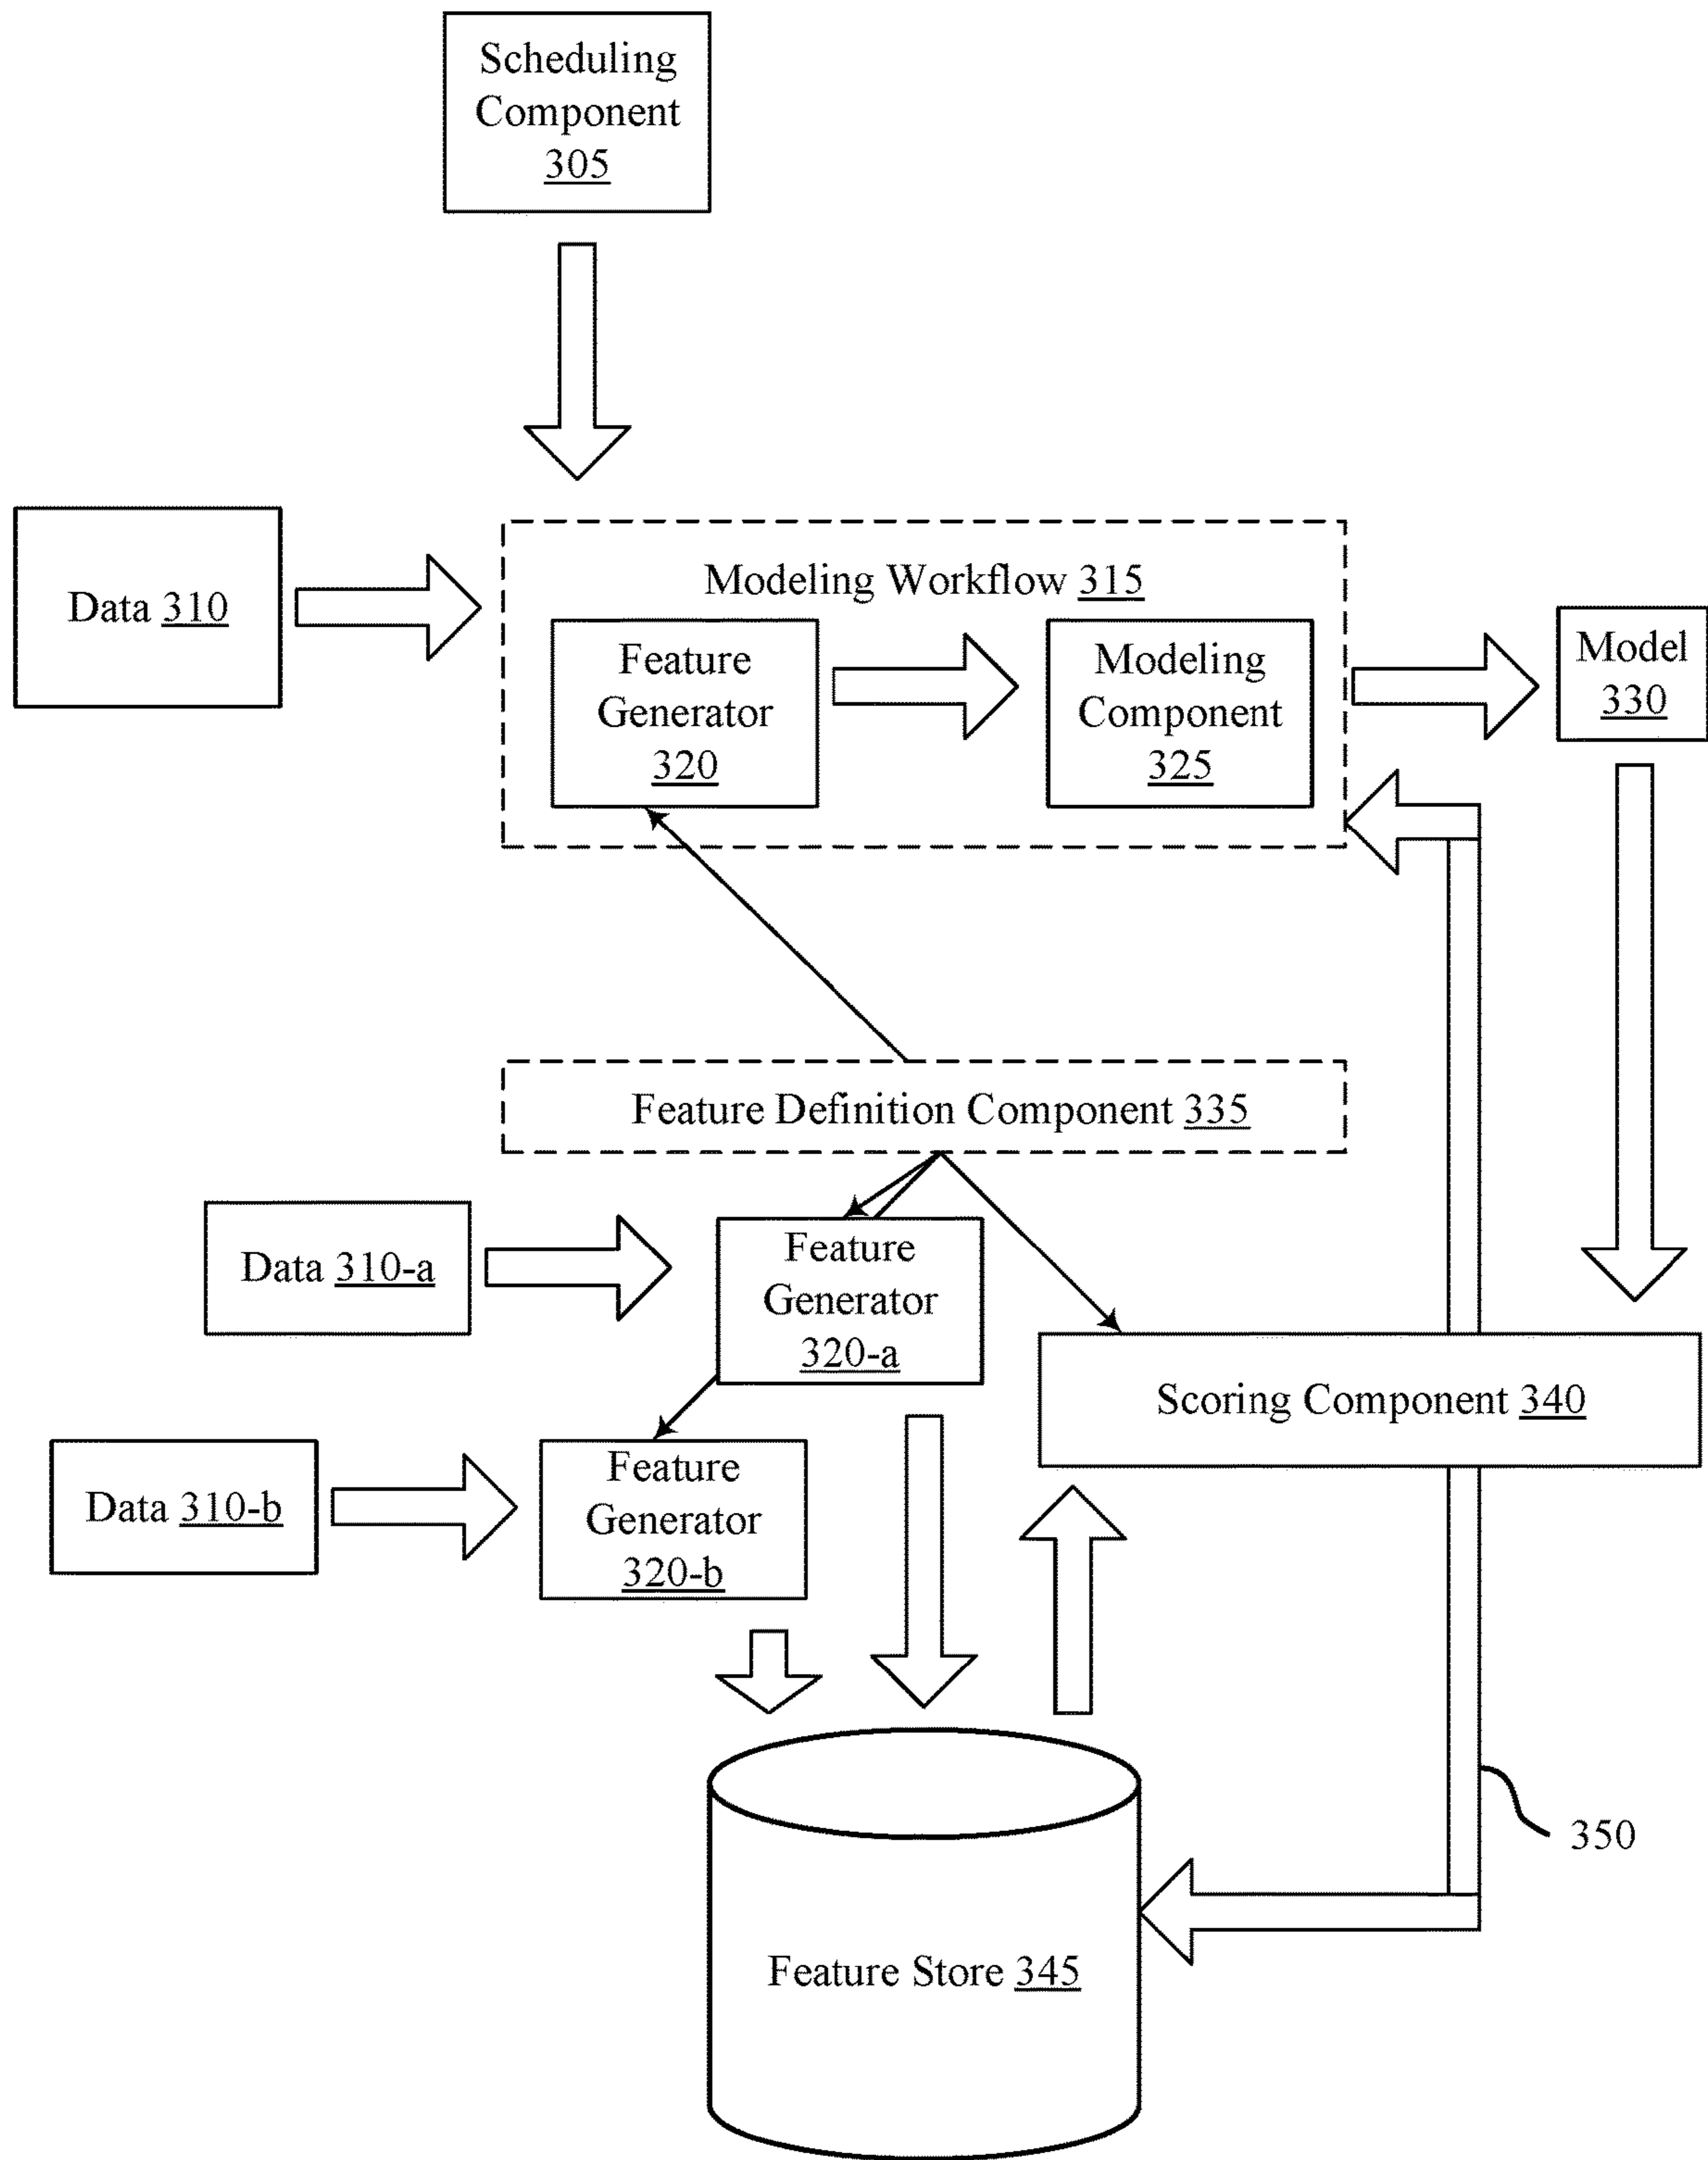 Scheduling
Component
305
Data 310
Modeling Workflow 315
Feature
Generator
320
Modeling
Component
325
Model
330
Feature Definition Component 335
Data 310-a
Feature
Generator
320-a
Scoring Component 340
Data 310-b
Feature
Generator
320-b
350
Feature Store 345